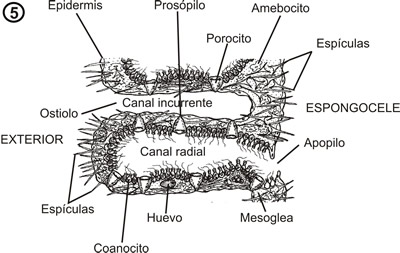 5
Epidermis
Prosópilo
Amebocito
Porocito
Espículas
Ostiolo
Canal incurrente
ESPONGOCELE
EXTERIOR
Canal radial
Apopilo
Espículas
Huevo
Mesoglea
Coanocito